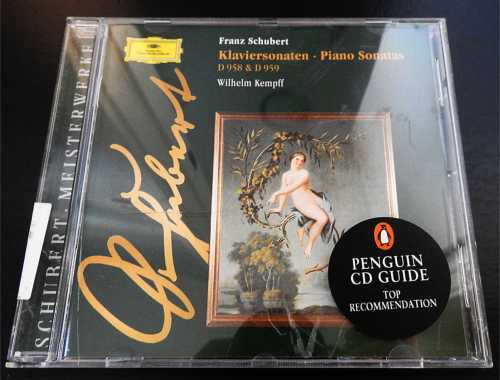 SCHUBERT MEISTERWERKE
Franz Schubert
Klaviersonaten · Piano Sonatas
D 958 & D 959
Wilhelm Kempff
PENGUIN
CD GUIDE
TOP
RECOMMENDATION